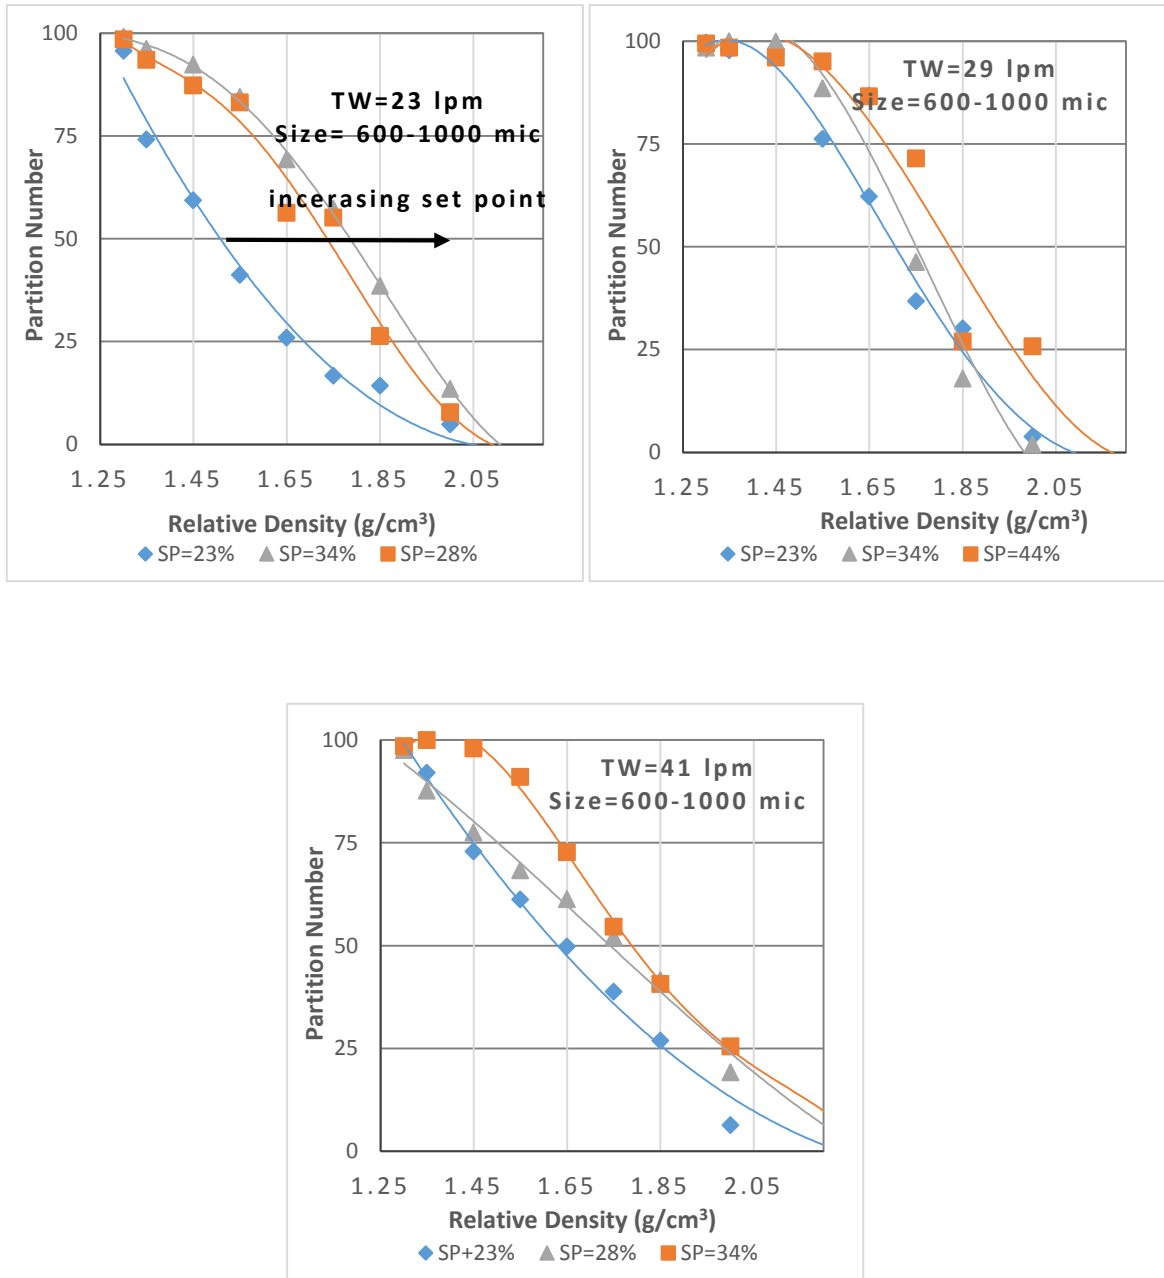 100
75
50
25
0
Partition Number
TW=23 lpm
Size= 600-1000 mic
incerasing set point
1.25 1.45 1.65 1.85 2.05
Relative Density (g/cm³)
SP=23% SP=34% SP=28%
100
75
50
25
0
Partition Number
TW=29 lpm
Size=600-1000 mic
1.25 1.45 1.65 1.85 2.05
Relative Density (g/cm³)
SP=23% SP=34% SP=44%
100
75
50
25
0
Partition Number
TW=41 lpm
Size=600-1000 mic
1.25 1.45 1.65 1.85 2.05
Relative Density (g/cm³)
SP+23% SP=28% SP=34%